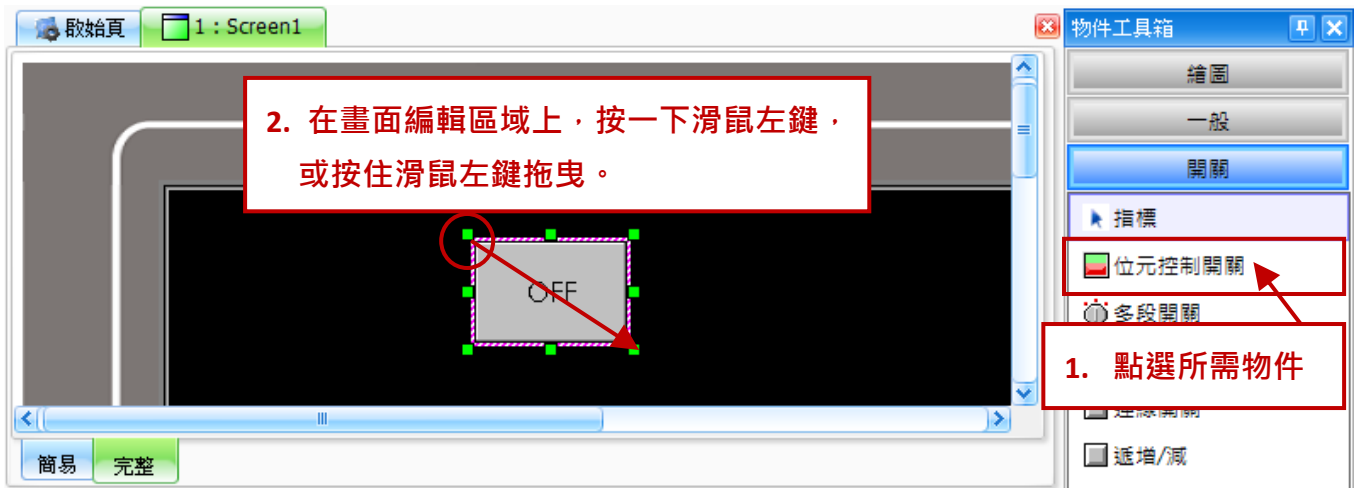 啟始頁
1 : Screen1
物件工具箱
繪圖
一般
開關
指標
位元控制開關
多段開關
遞增/減
2. 在畫面編輯區域上，按一下滑鼠左鍵，
或按住滑鼠左鍵拖曳。
OFF
1. 點選所需物件
簡易
完整